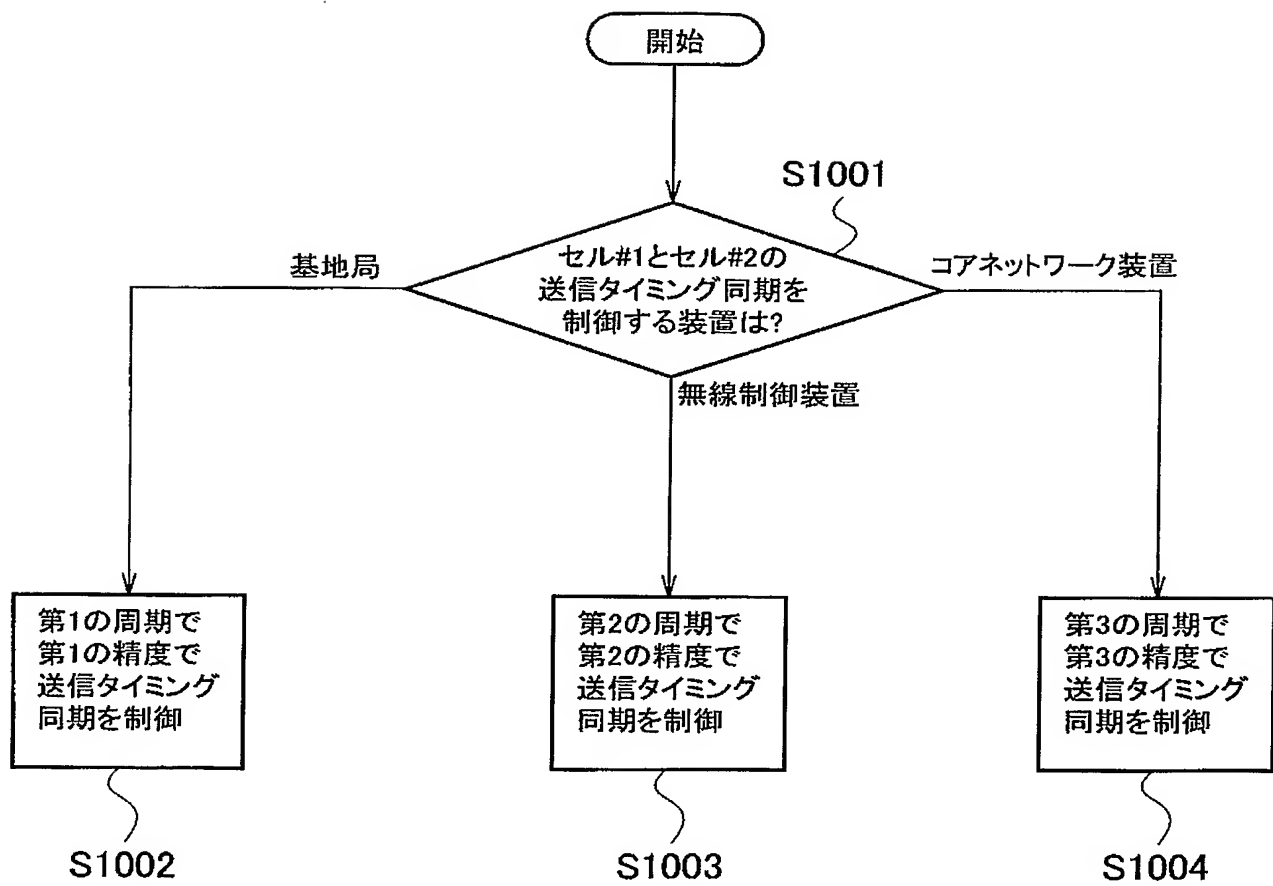 開始
S1001
セル#1とセル#2の
送信タイミング同期を
制御する装置は?
基地局
コアネットワーク装置
無線制御装置
第1の周期で
第1の精度で
送信タイミング
同期を制御
第2の周期で
第2の精度で
送信タイミング
同期を制御
第3の周期で
第3の精度で
送信タイミング
同期を制御
S1002
S1003
S1004